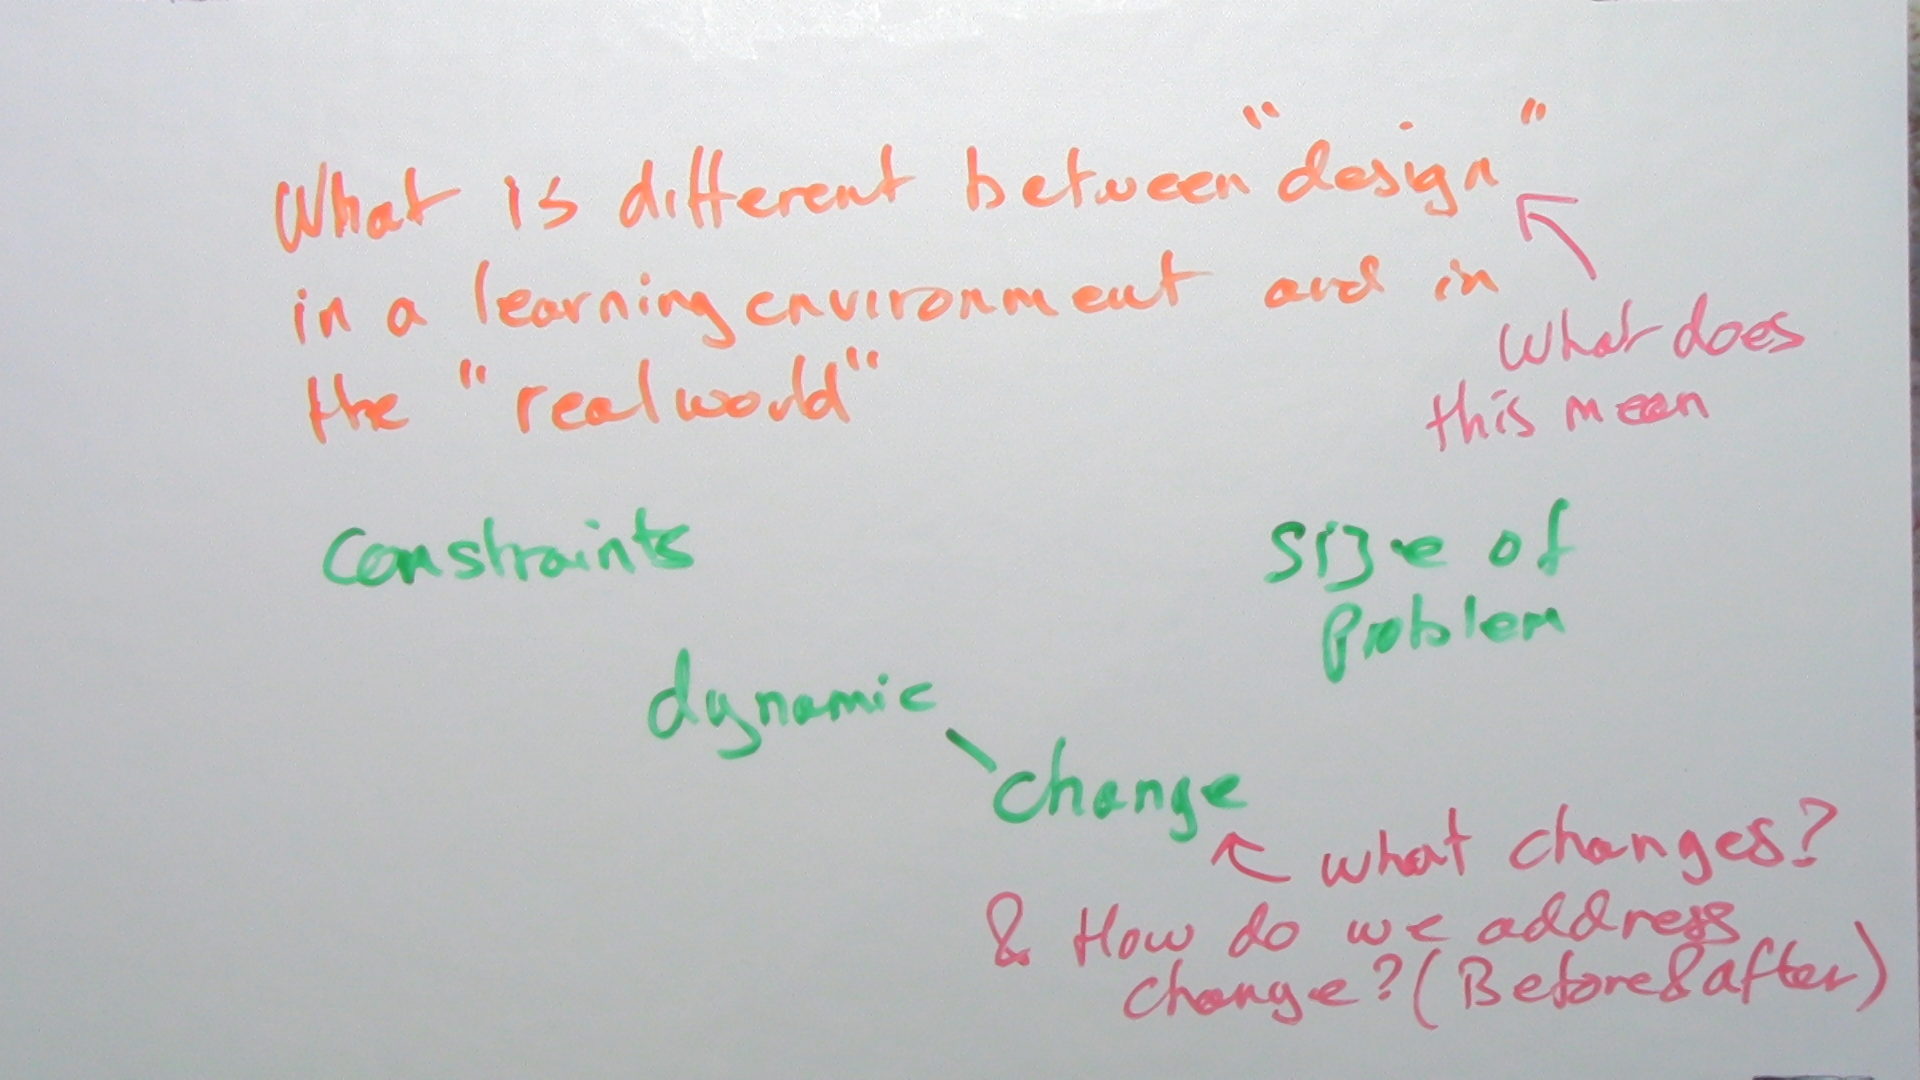 What is different between "design"
in a learning environment and in
the "real world"
What does
this mean
Constraints
Size of
Problem
dynamic
change
what changes?
& How do we address
change? (Before & after)